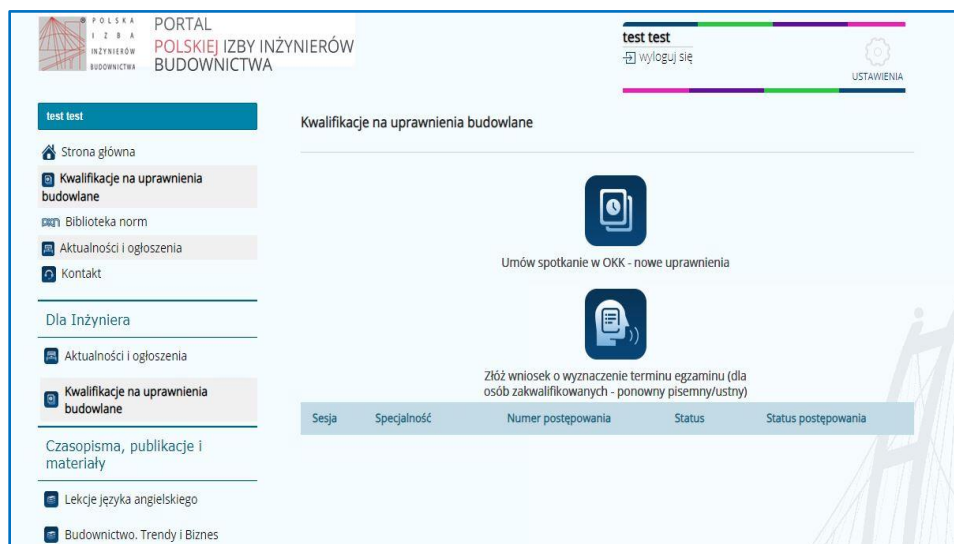 POLSKA
IZBA
INŻYNIERÓW
BUDOWNICTWA
PORTAL
POLSKIEJ IZBY INŻYNIERÓW
BUDOWNICTWA
test test
wyloguj się
USTAWIENIA
test test
Strona główna
Kwalifikacje na uprawnienia
budowlane
pkn Biblioteka norm
Aktualności i ogłoszenia
Kontakt
Dla Inżyniera
Aktualności i ogłoszenia
Kwalifikacje na uprawnienia
budowlane
Czasopisma, publikacje i
materiały
Lekcje języka angielskiego
Budownictwo. Trendy i Biznes
Kwalifikacje na uprawnienia budowlane
Umów spotkanie w OKK - nowe uprawnienia
Złóż wniosek o wyznaczenie terminu egzaminu (dla
osób zakwalifikowanych - ponowny pisemny/ustny)
Sesja Specjalność Numer postępowania Status Status postępowania